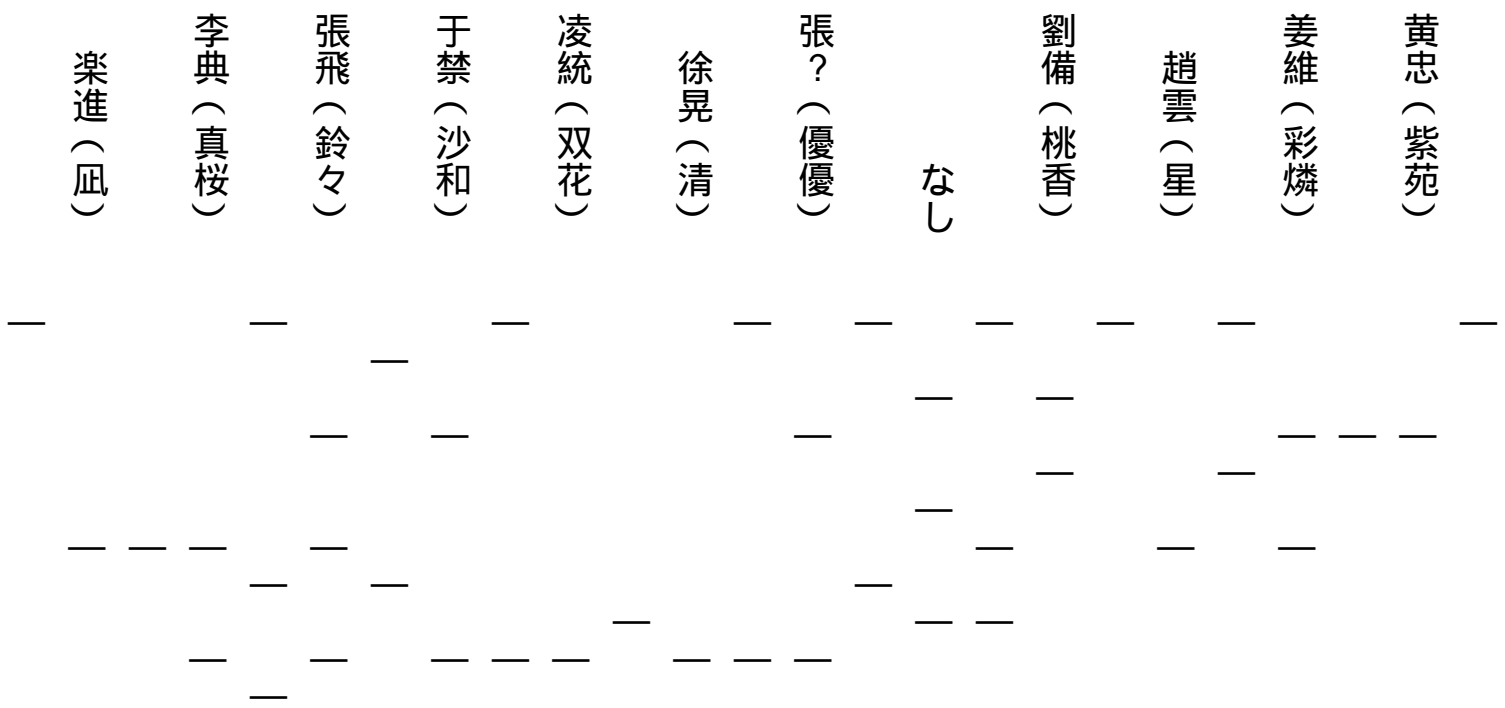 黄忠（紫苑）
姜維（彩燐）
趙雲（星）
劉備（桃香）
なし
張？（優優）
徐晃（清）
凌統（双花）
于禁（沙和）
張飛（鈴々）
李典（真桜）
楽進（凪）